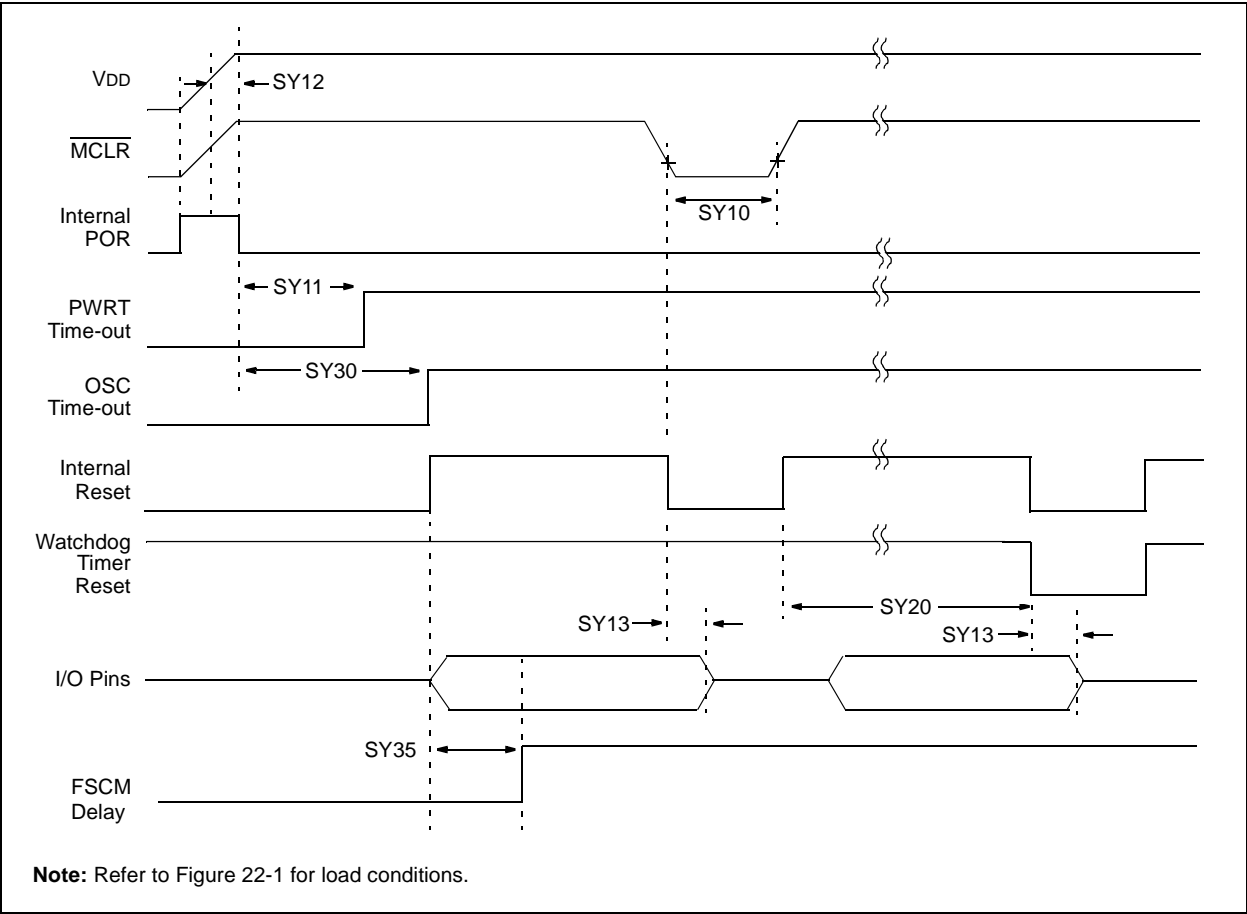 VDD
SY12
MCLR
SY10
Internal
POR
SY11
PWRT
Time-out
SY30
OSC
Time-out
Internal
Reset
Watchdog
Timer
Reset
SY20
SY13
SY13
I/O Pins
SY35
FSCM
Delay
Note: Refer to Figure 22-1 for load conditions.